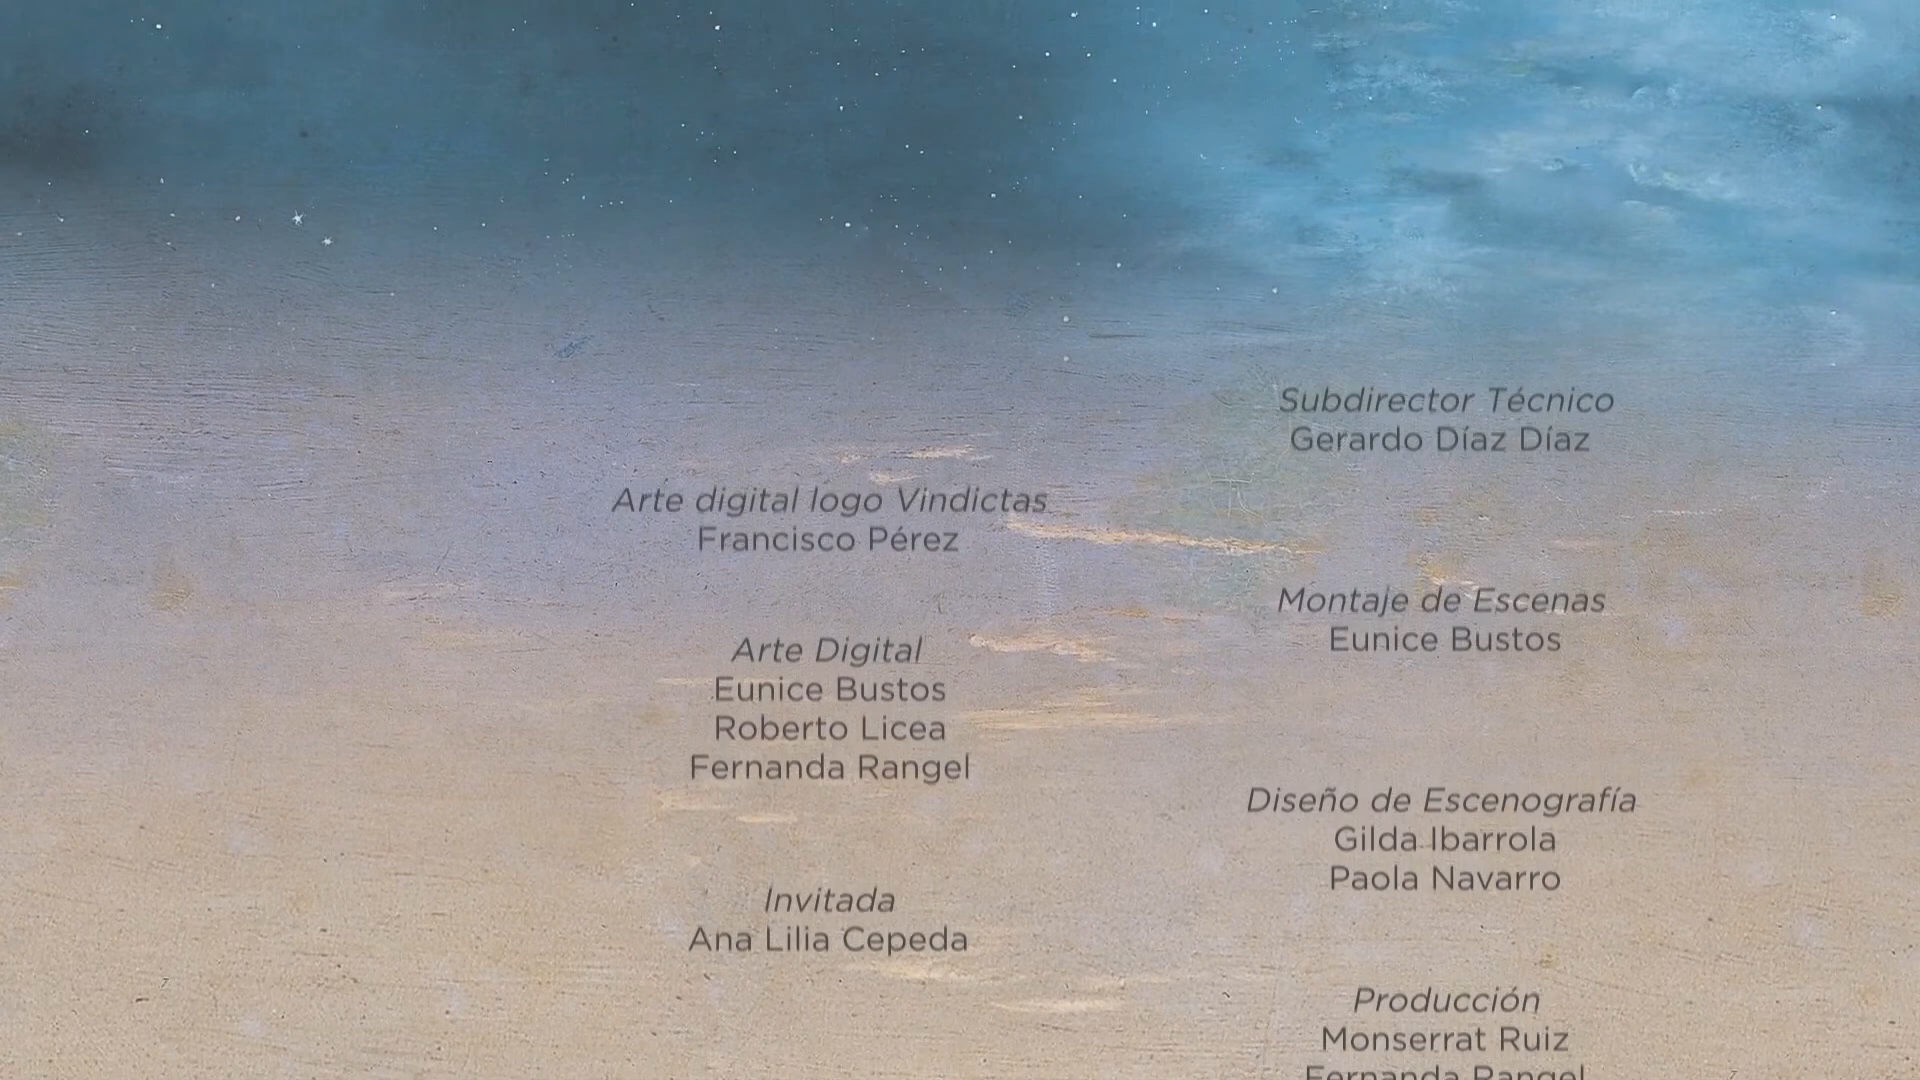 Arte digital logo Vindictas
Francisco Pérez
Arte Digital
Eunice Bustos
Roberto Licea
Fernanda Rangel
Invitada
Ana Lilia Cepeda
Subdirector Técnico
Gerardo Díaz Díaz
Montaje de Escenas
Eunice Bustos
Diseño de Escenografía
Gilda Ibarrola
Paola Navarro
Producción
Monserrat Ruiz
Fernanda Rangel